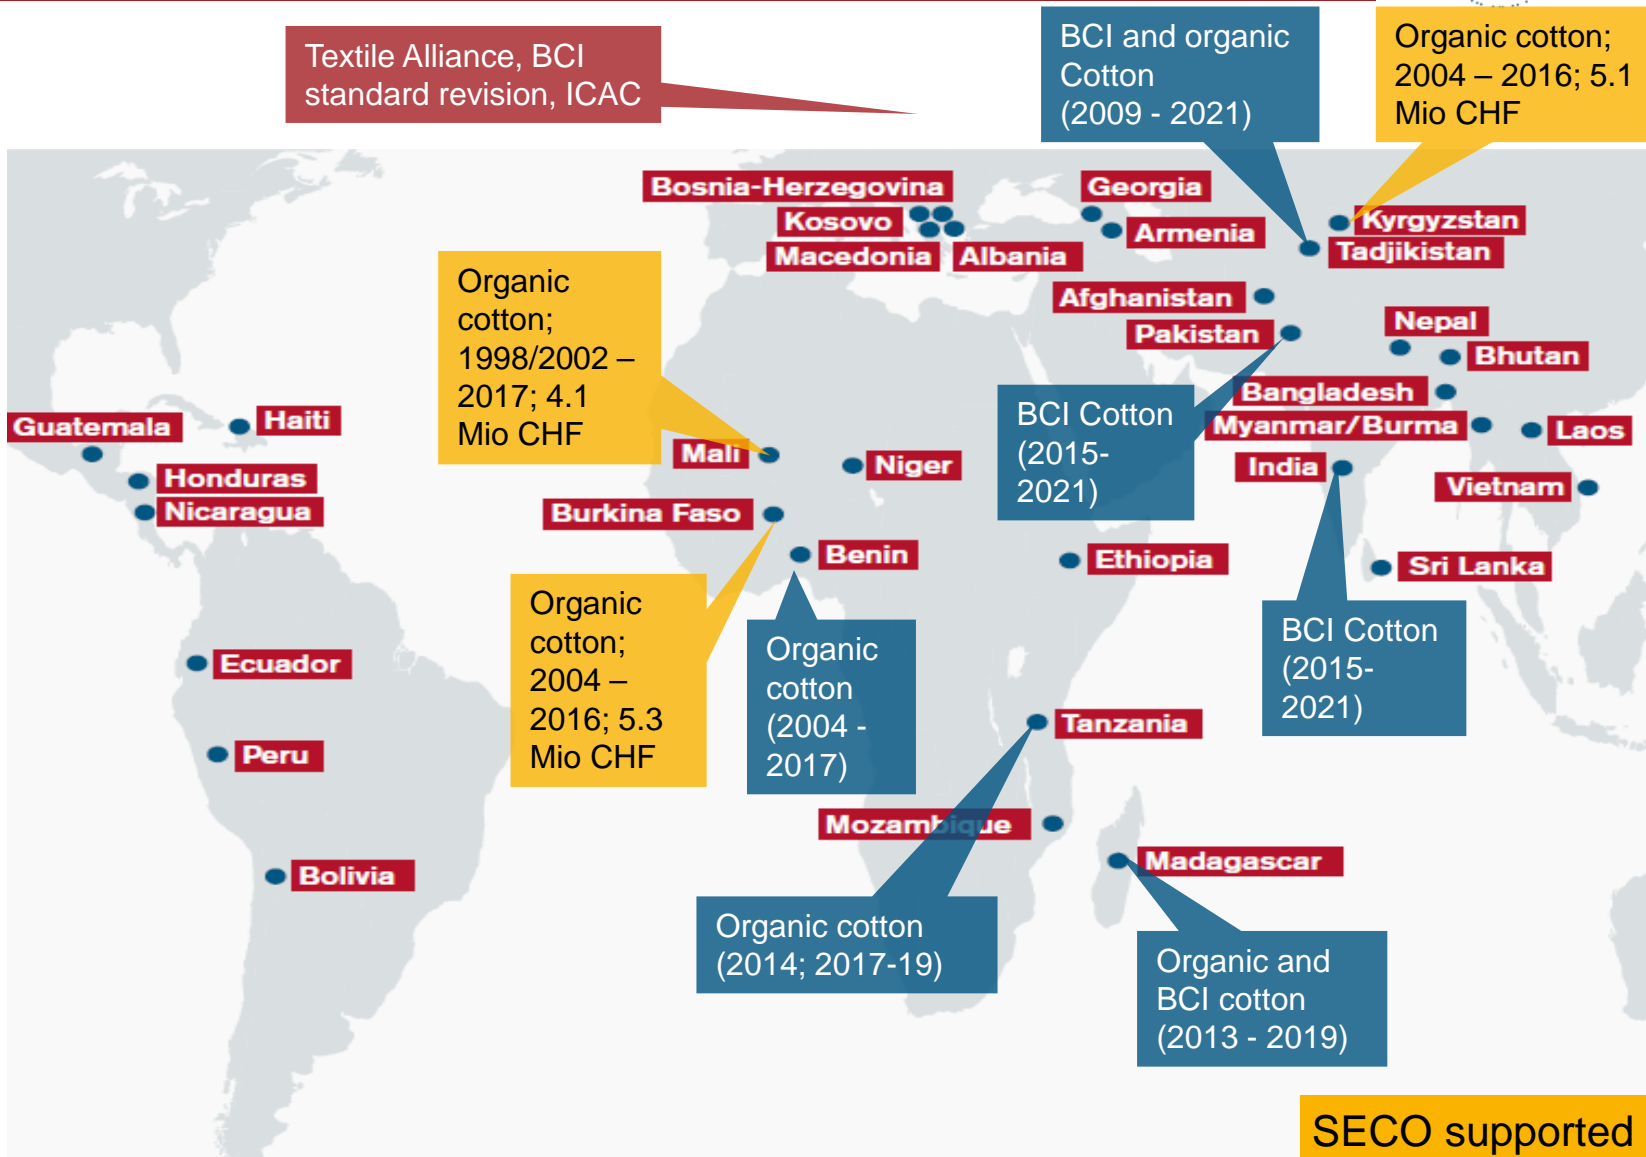 Textile Alliance, BCI
standard revision, ICAC
BCI and organic
Cotton
(2009 - 2021)
Organic cotton;
2004 – 2016; 5.1
Mio CHF
Bosnia-Herzegovina
Georgia
Kosovo
Armenia
Kyrgyzstan
Macedonia
Albania
Tadjikistan
Organic
cotton;
1998/2002 –
2017; 4.1
Mio CHF
Afghanistan
Pakistan
Nepal
Bhutan
BCI Cotton
(2015-
2021)
Bangladesh
Myanmar/Burma
Laos
India
Vietnam
Guatemala
Haiti
Honduras
Nicaragua
Mali
Niger
Burkina Faso
Benin
Ethiopia
Sri Lanka
Organic
cotton;
2004 –
2016; 5.3
Mio CHF
Organic
cotton
(2004 -
2017)
BCI Cotton
(2015-
2021)
Ecuador
Tanzania
Peru
Mozambique
Madagascar
Bolivia
Organic cotton
(2014; 2017-19)
Organic and
BCI cotton
(2013 - 2019)
SECO supported